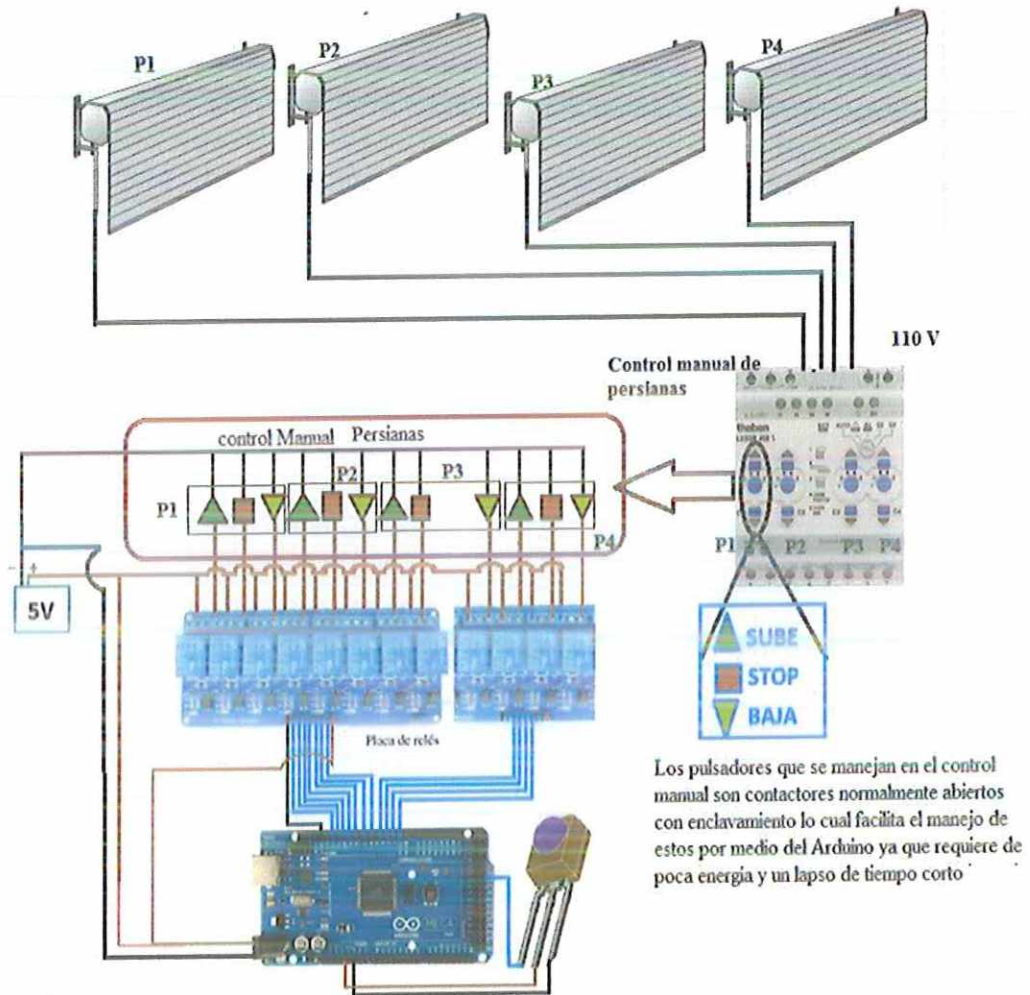 P1
P2
P3
P4
110 V
Control manual de
persianas
theben
control Manual Persianas
P1
P2
P3
P4
P1 P2 P3 P4
- +
5V
SUBE
STOP
BAJA
Placa de relés
Los pulsadores que se manejan en el control
manual son contactores normalmente abiertos
con enclavamiento lo cual facilita el manejo de
estos por medio del Arduino ya que requiere de
poca energia y un lapso de tiempo corto